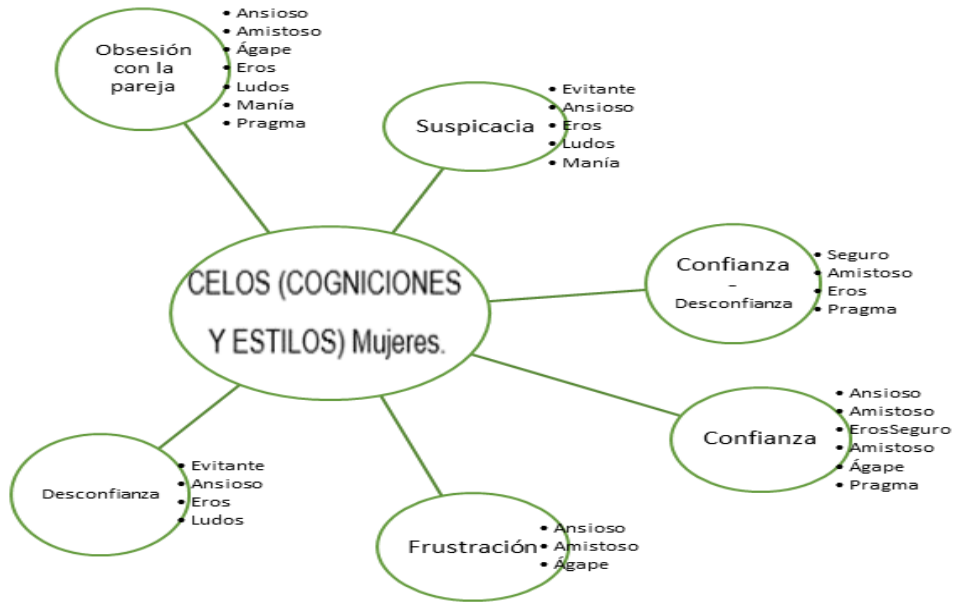 Obsesión
con la
pareja
• Ansioso
• Amistoso
• Ágape
• Eros
• Ludos
• Manía
• Pragma
Suspicacia
• Evitante
• Ansioso
• Eros
• Ludos
• Manía
CELOS (COGNICIONES
Y ESTILOS) Mujeres.
Confianza
-
Desconfianza
• Seguro
• Amistoso
• Eros
• Pragma
Confianza
• Ansioso
• Amistoso
• ErosSeguro
• Amistoso
• Ágape
• Pragma
Desconfianza
• Evitante
• Ansioso
• Eros
• Ludos
Frustración
• Ansioso
• Amistoso
• Ágape